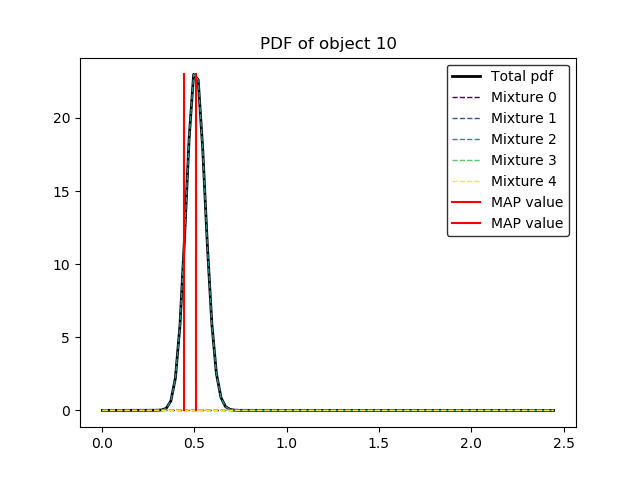 PDF of object 10
Total pdf
Mixture 0
Mixture 1
Mixture 2
Mixture 3
Mixture 4
MAP value
MAP value
20
15
10
5
0
0.0 0.5 1.0 1.5 2.0 2.5